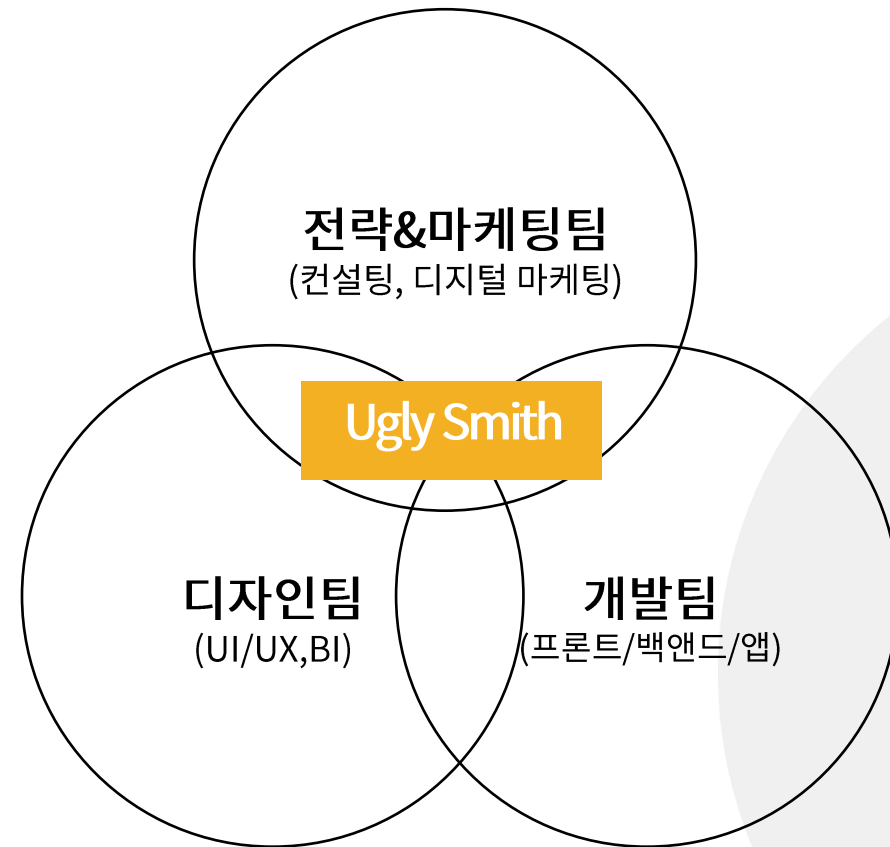 전략&마케팅팀
(컨설팅, 디지털 마케팅)
Ugly Smith
디자인팀
(UI/UX,BI)
개발팀
(프론트/백앤드/앱)